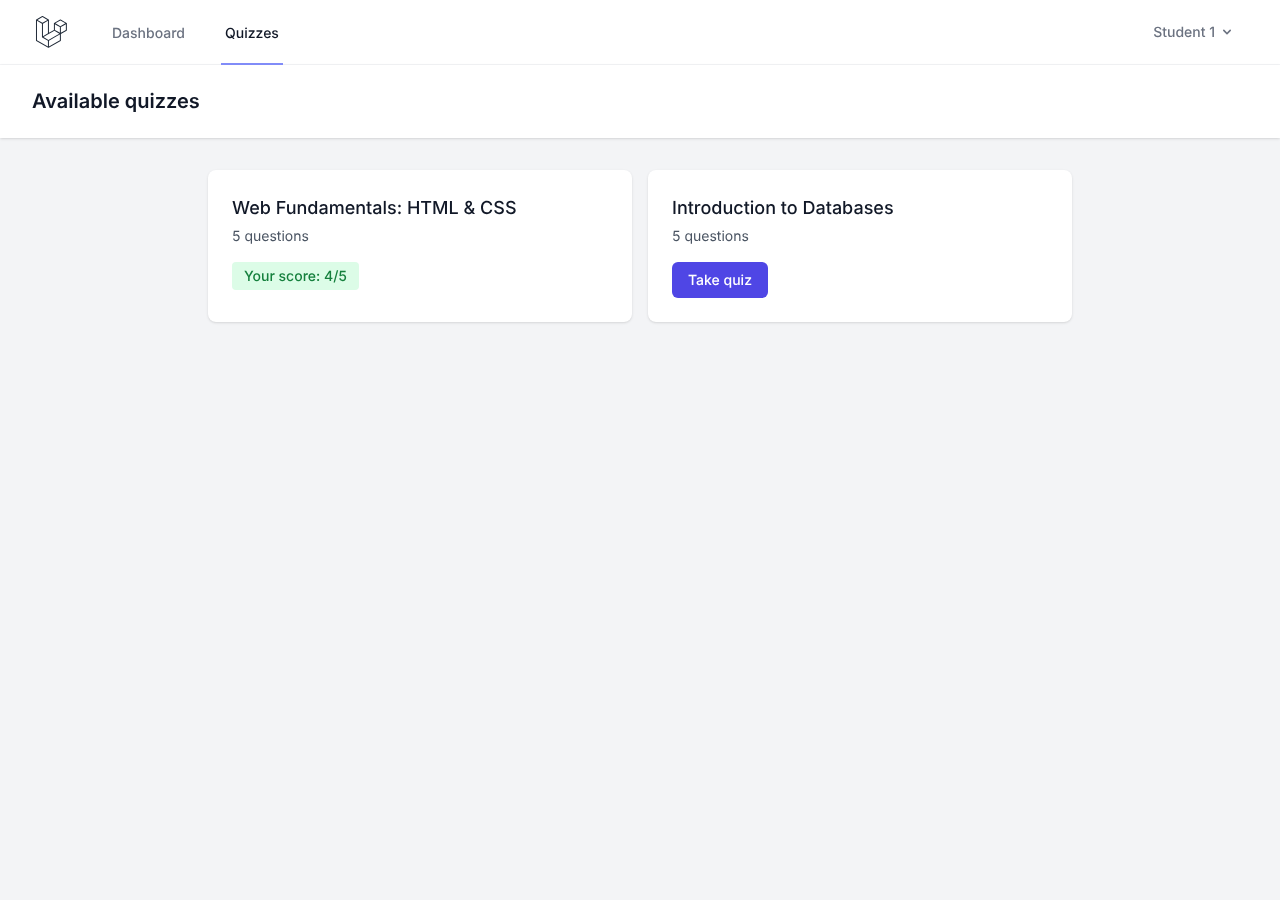 Dashboard
Quizzes
Student 1
Available quizzes
Web Fundamentals: HTML & CSS
5 questions
Your score: 4/5
Introduction to Databases
5 questions
Take quiz